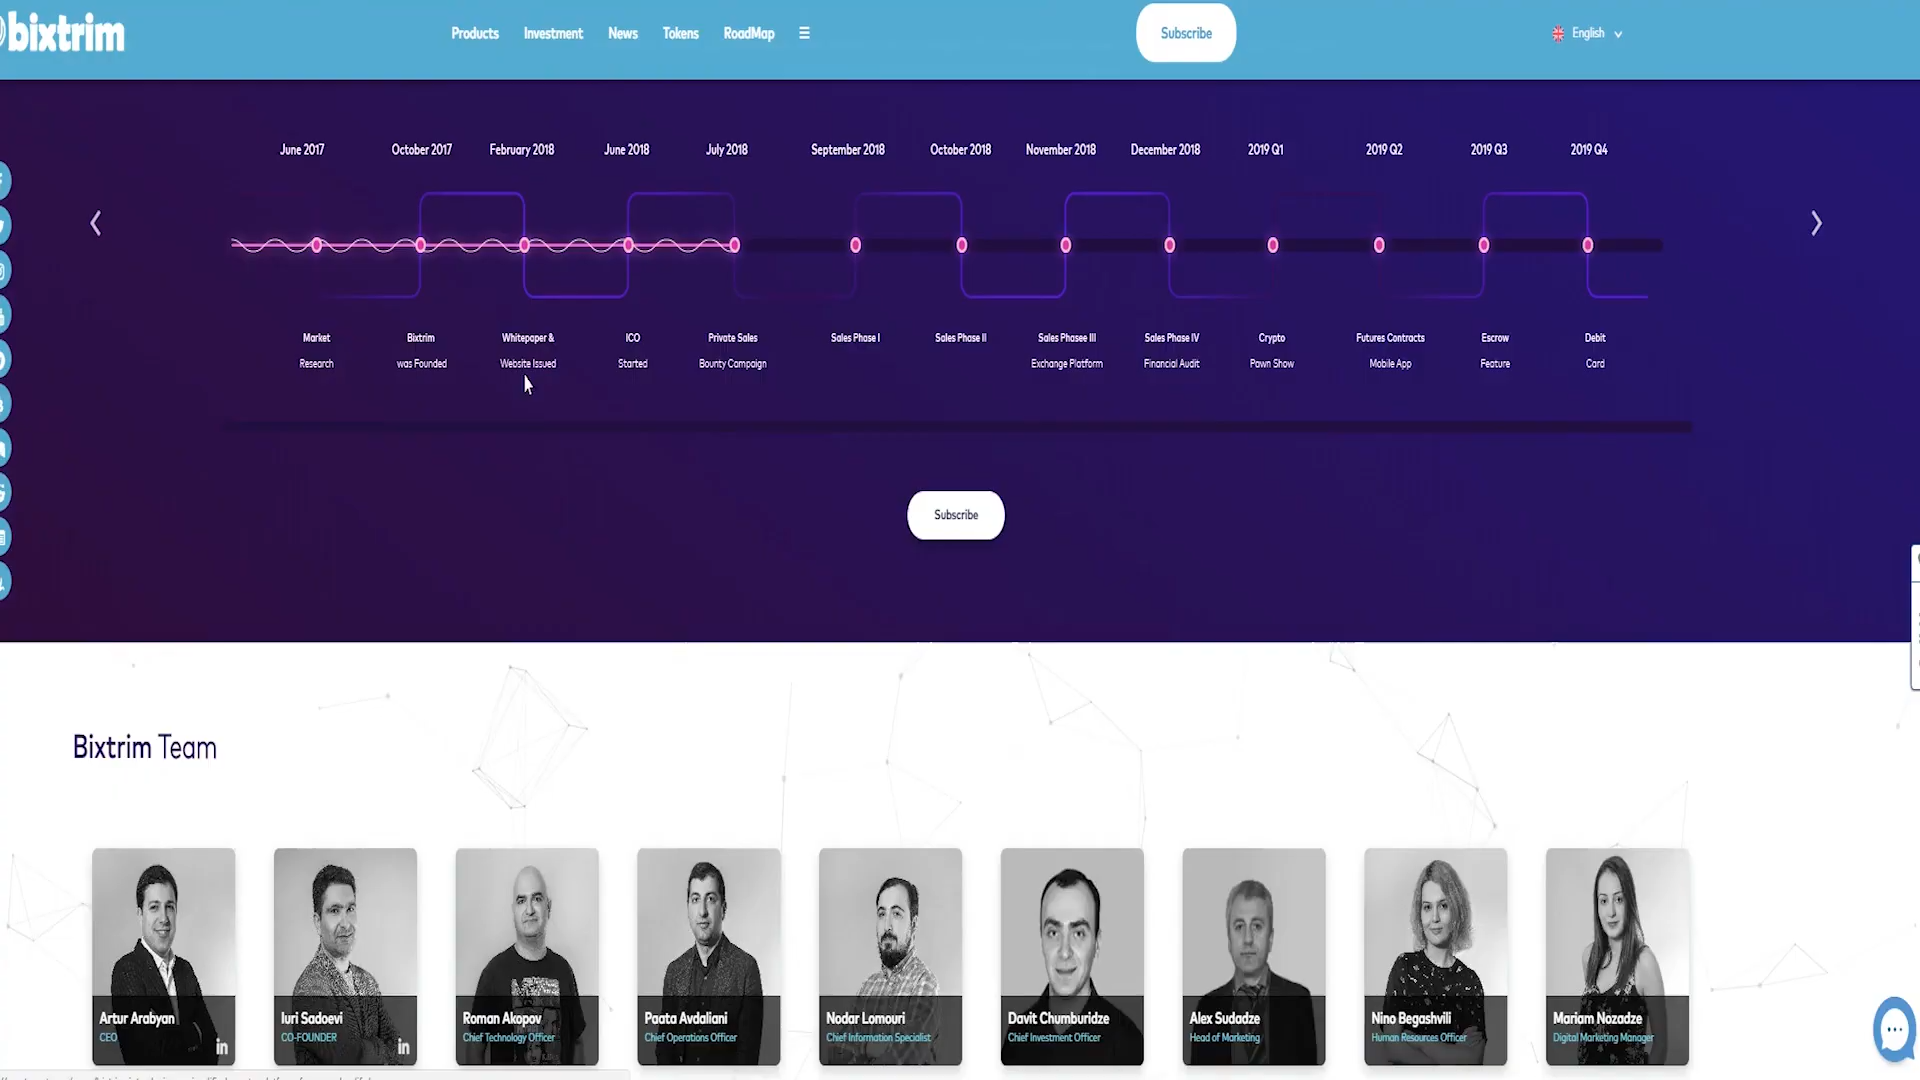 bixtrim
Products Investment News Tokens RoadMap
Subscribe
English
June 2017 October 2017 February 2018 June 2018 July 2018 September 2018 October 2018 November 2018 December 2018 2019 Q1 2019 Q2 2019 Q3 2019 Q4
Market Bixtrim Whitepaper & ICO Private Sales Sales Phase I Sales Phase II Sales Phasee III Sales Phase IV Crypto Futures Contracts Escrow Debit
Research was Founded Website Issued Started Bounty Campaign Exchange Platform Financial Audit Pawn Show Mobile App Feature Card
Subscribe
Bixtrim Team
Artur Arabyan Iuri Sadoevi Roman Akopov Paata Avdaliani Nodar Lomouri Davit Chumburidze Alex Sudadze Nino Begashvili Mariam Nozadze
CEO CO-FOUNDER Chief Technology Officer Chief Operations Officer Chief Information Specialist Chief Investment Officer Head of Marketing Human Resources Officer Digital Marketing Manager
in in